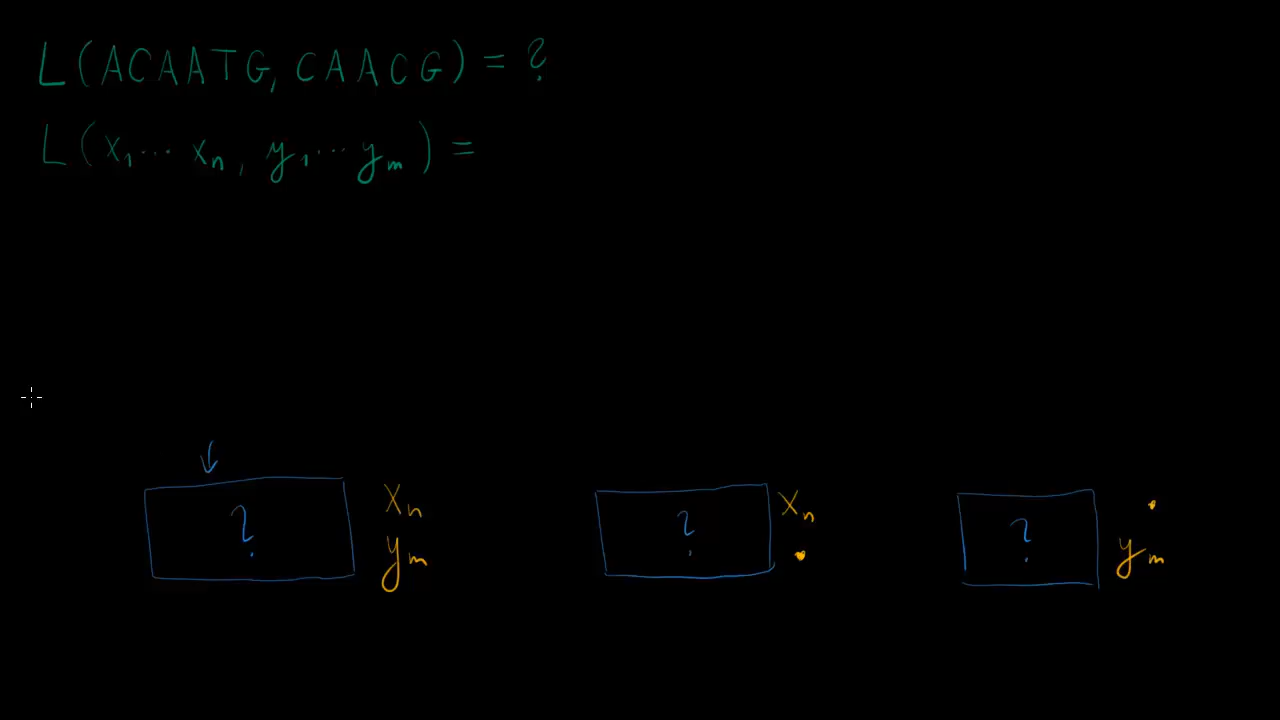 L(ACAATG, CAACG) = ?
L(x₁⋯xₙ, y₁⋯yₘ) =
? xₙ ? xₙ ? •
yₘ • yₘ